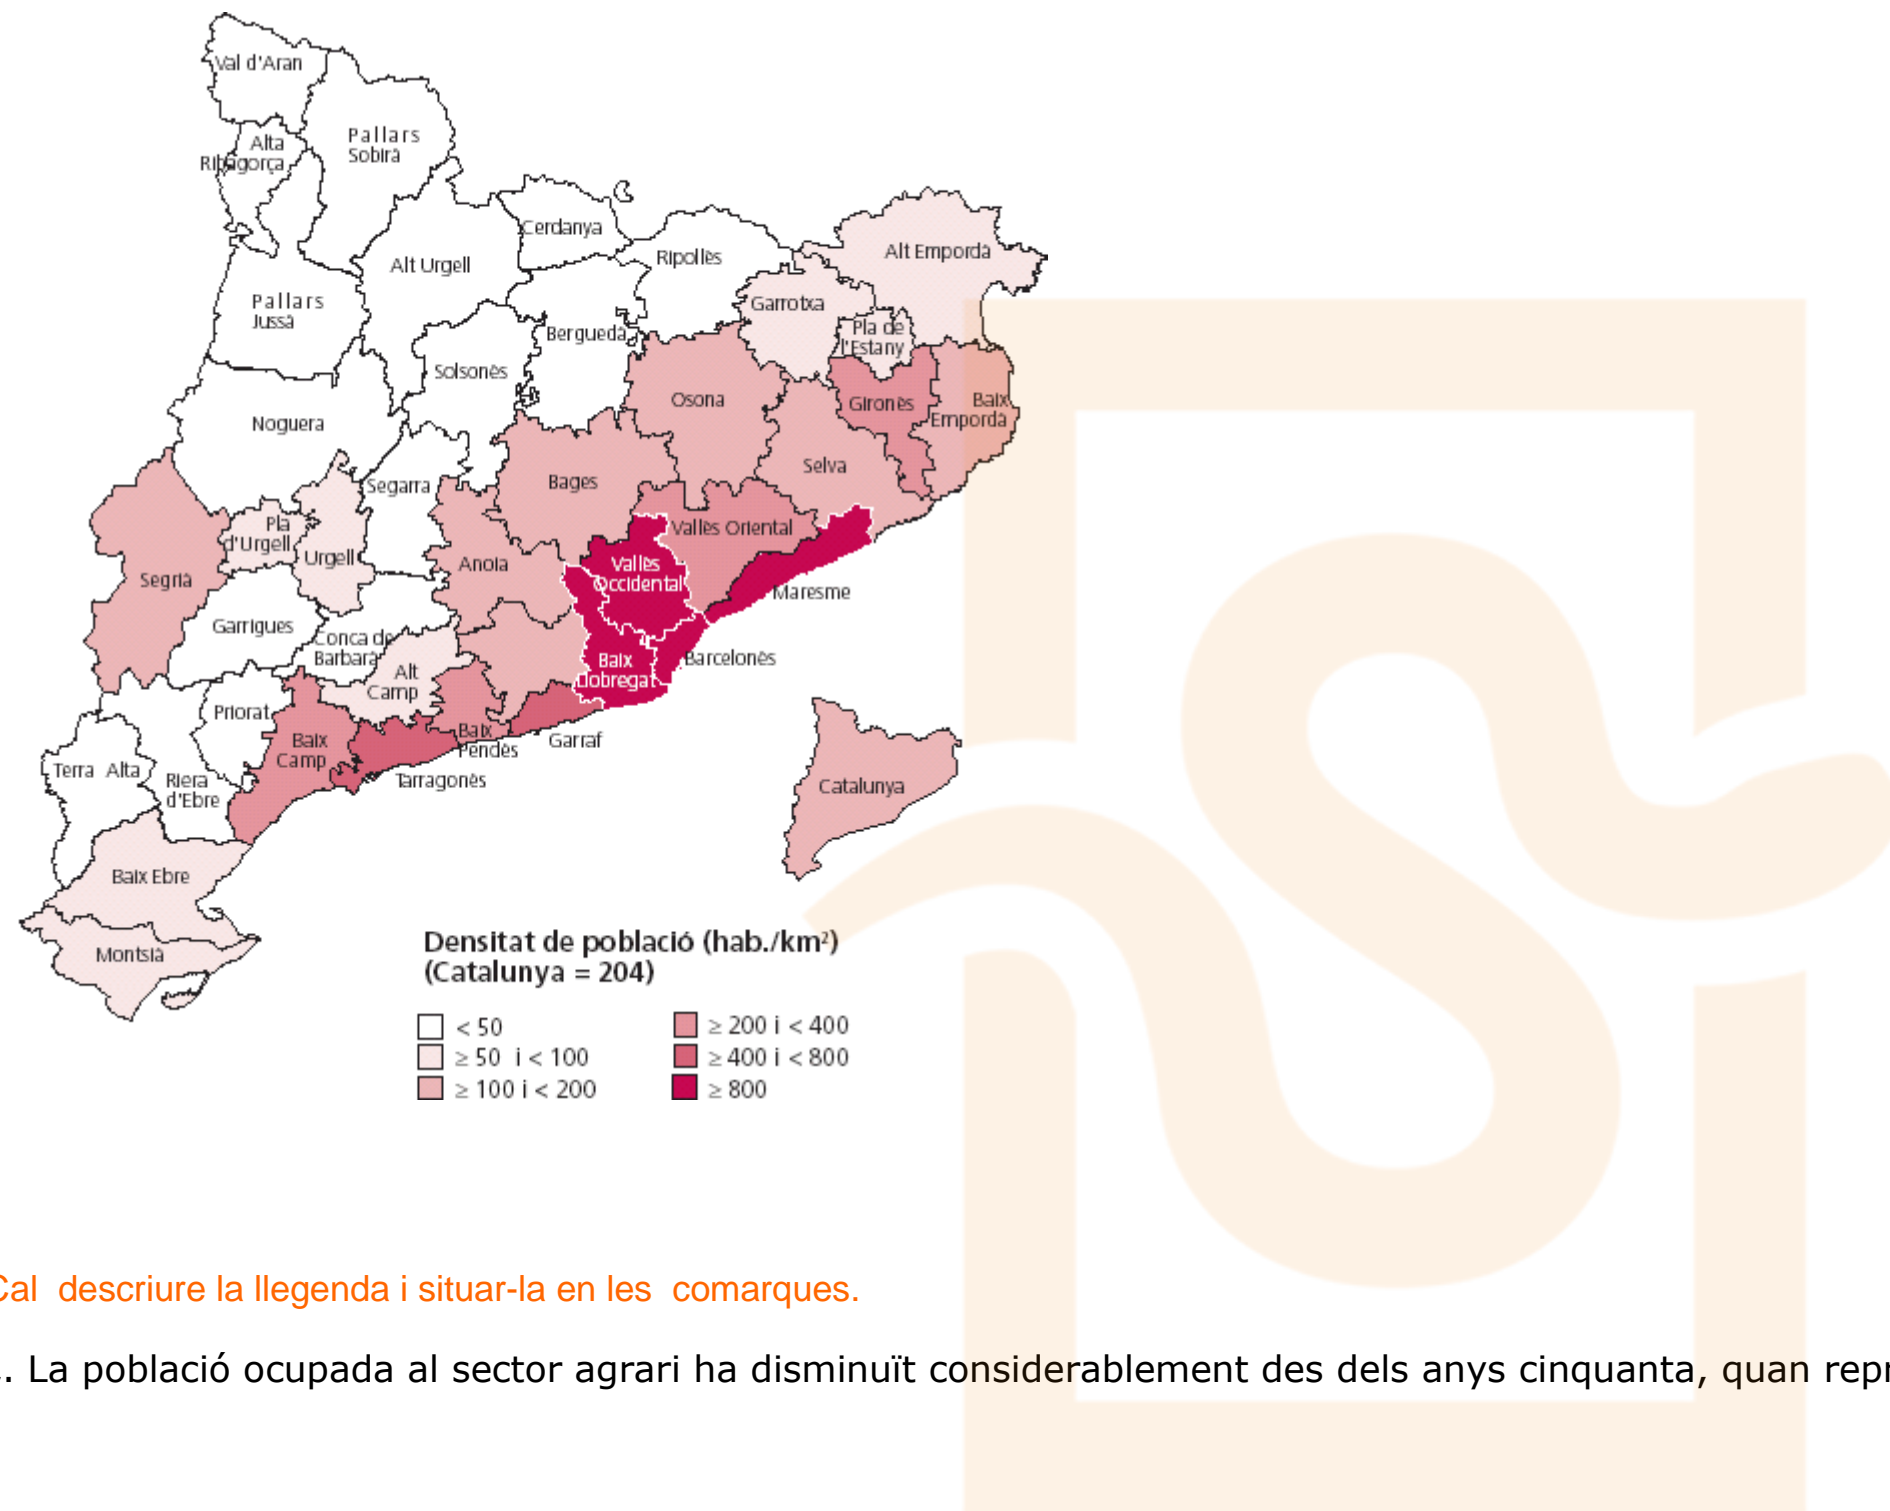 Val d'Aran
Alta
Ribagorça
Pallars
Sobirà
Cerdanya
Alt Urgell
Ripollès
Alt Empordà
Pallars
Jussà
Garrotxa
Pla de
l'Estany
Berguedà
Solsonès
Osona
Gironès
Baix
Empordà
Noguera
Selva
Bages
Segarra
Pla
d'Urgell
Urgell
Vallès Oriental
Anoia
Vallès
Occidental
Segrià
Maresme
Garrigues
Conca de
Barberà
Barcelonès
Baix
Llobregat
Alt
Camp
Priorat
Baix
Camp
Baix
Pendès
Garraf
Tarragonès
Terra Alta
Riera
d'Ebre
Catalunya
Baix Ebre
Montsià
Densitat de població (hab./km²)
(Catalunya = 204)
< 50
≥ 50 i < 100
≥ 100 i < 200
≥ 200 i < 400
≥ 400 i < 800
≥ 800
Cal descriure la llegenda i situar-la en les comarques.
. La població ocupada al sector agrari ha disminuït considerablement des dels anys cinquanta, quan repr